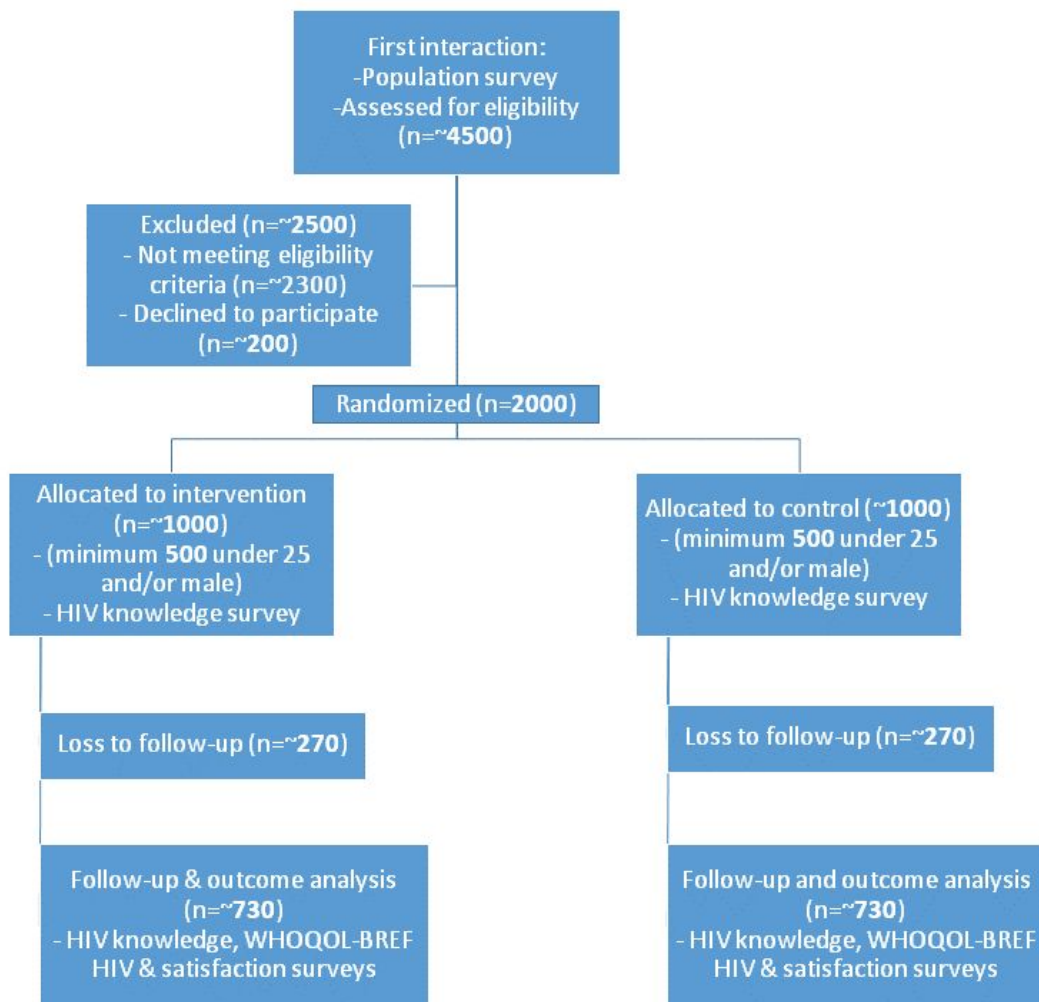 First interaction:
-Population survey
-Assessed for eligibility
(n=~4500)
Excluded (n=~2500)
- Not meeting eligibility
criteria (n=~2300)
- Declined to participate
(n=~200)
Randomized (n=2000)
Allocated to intervention
(n=~1000)
- (minimum 500 under 25
and/or male)
- HIV knowledge survey
Allocated to control (~1000)
- (minimum 500 under 25
and/or male)
- HIV knowledge survey
Loss to follow-up (n=~270)
Loss to follow-up (n=~270)
Follow-up & outcome analysis
(n=~730)
- HIV knowledge, WHOQOL-BREF
HIV & satisfaction surveys
Follow-up and outcome analysis
(n=~730)
- HIV knowledge, WHOQOL-BREF
HIV & satisfaction surveys